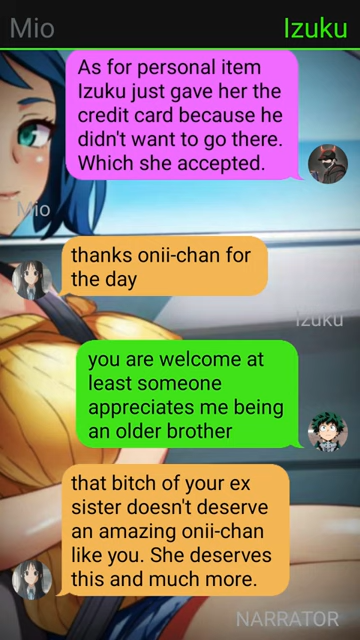 Mio
Izuku
As for personal item
Izuku just gave her the
credit card because he
didn't want to go there.
Which she accepted.
Mio
thanks onii-chan for
the day
Izuku
you are welcome at
least someone
appreciates me being
an older brother
that bitch of your ex
sister doesn't deserve
an amazing onii-chan
like you. She deserves
this and much more.
NARRATOR